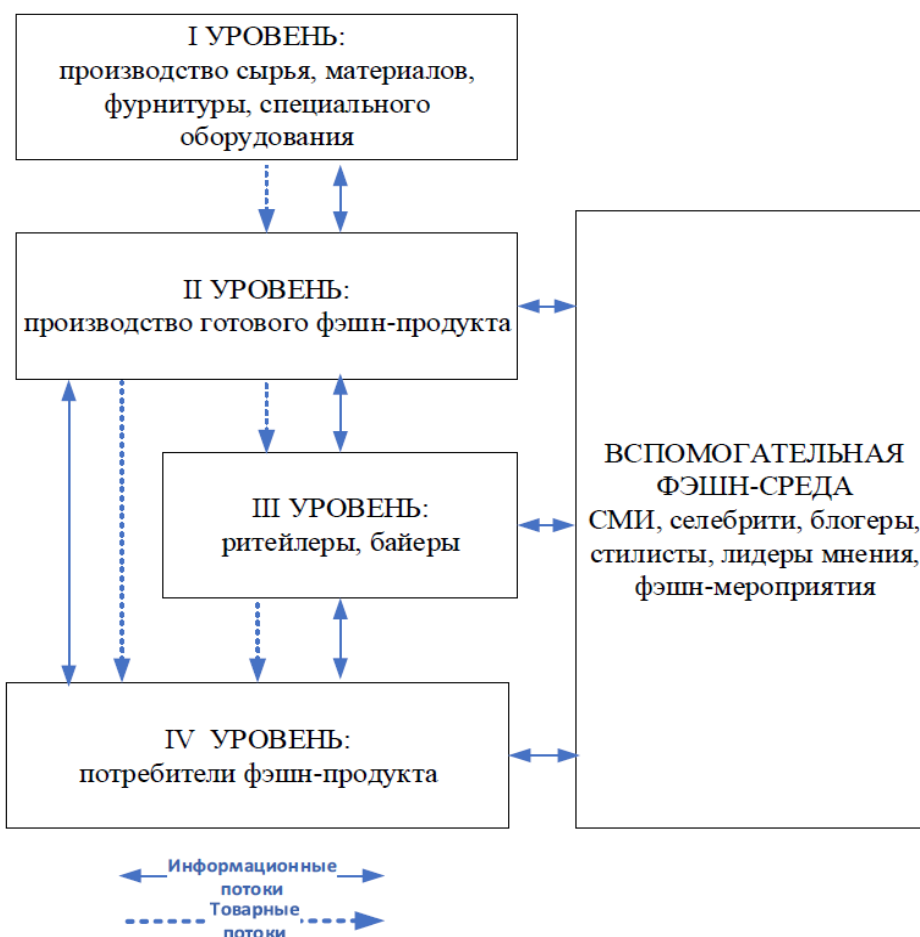 I УРОВЕНЬ:
производство сырья, материалов,
фурнитуры, специального
оборудования
II УРОВЕНЬ:
производство готового фэшн-продукта
III УРОВЕНЬ:
ритейлеры, байеры
IV УРОВЕНЬ:
потребители фэшн-продукта
ВСПОМОГАТЕЛЬНАЯ
ФЭШН-СРЕДА
СМИ, селебрити, блогеры,
стилисты, лидеры мнения,
фэшн-мероприятия
Информационные
потоки
Товарные
потоки